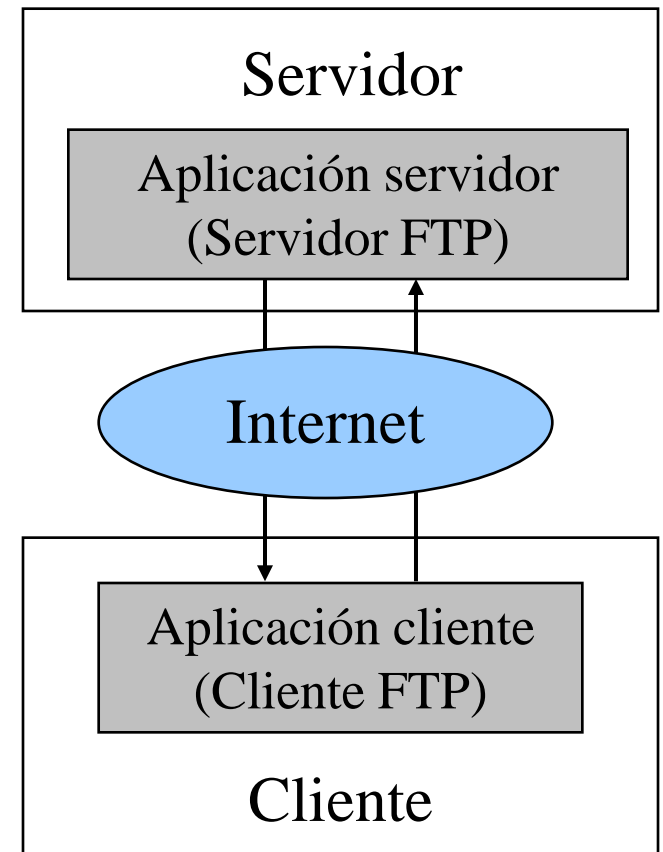 Servidor
Aplicación servidor
(Servidor FTP)
Internet
Aplicación cliente
(Cliente FTP)
Cliente